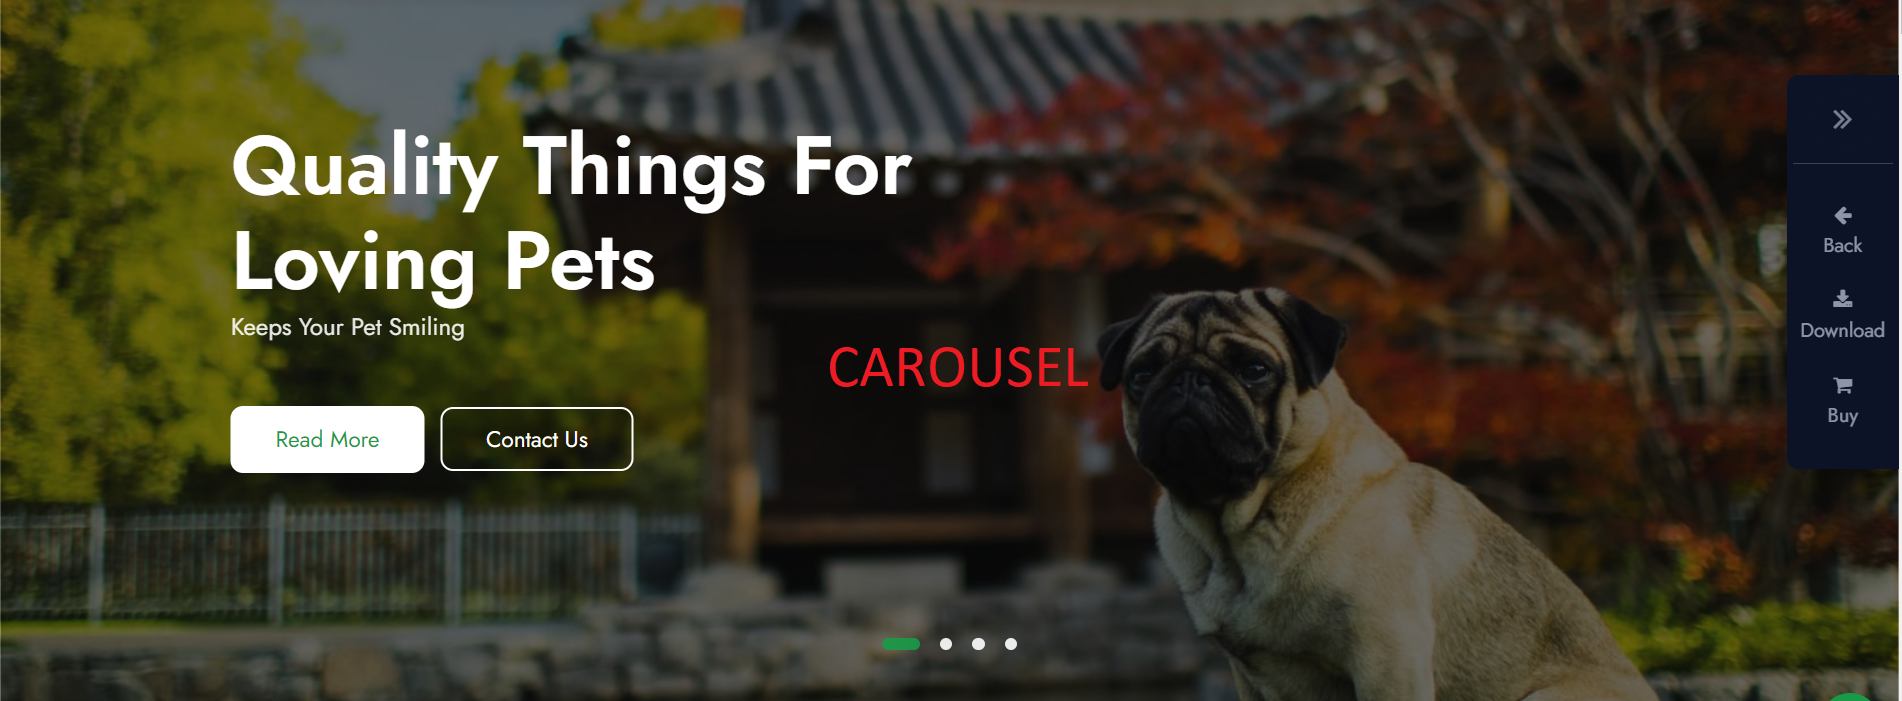 Quality Things For
Loving Pets
Keeps Your Pet Smiling
CAROUSEL
Read More
Contact Us
Back
Download
Buy